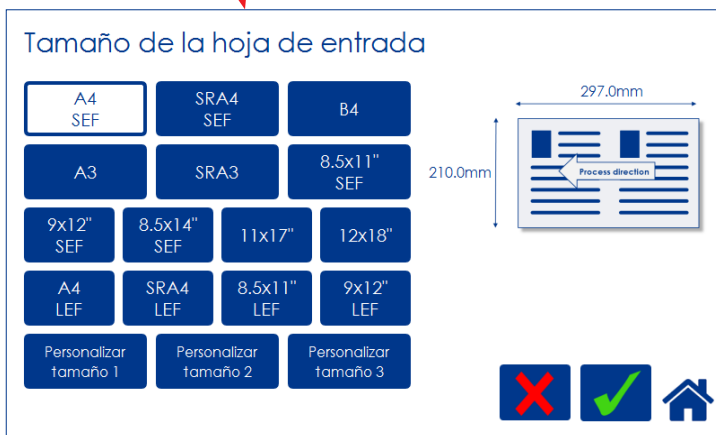 Tamaño de la hoja de entrada
A4
SEF
SRA4
SEF
B4
A3
SRA3
8.5x11"
SEF
9x12"
SEF
8.5x14"
SEF
11x17"
12x18"
A4
LEF
SRA4
LEF
8.5x11"
LEF
9x12"
LEF
Personalizar
tamaño 1
Personalizar
tamaño 2
Personalizar
tamaño 3
297.0mm
210.0mm
Process direction